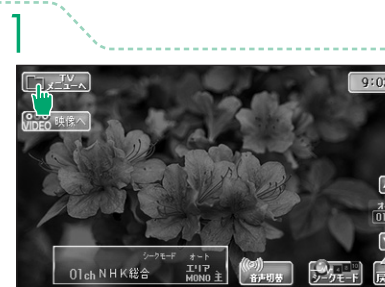 1
TV
メニューへ
9:0
VIDEO 映像へ
シークモード オート
01ch NHK総合 エリア
MONO 主
音声切替
シークモード
オ
01